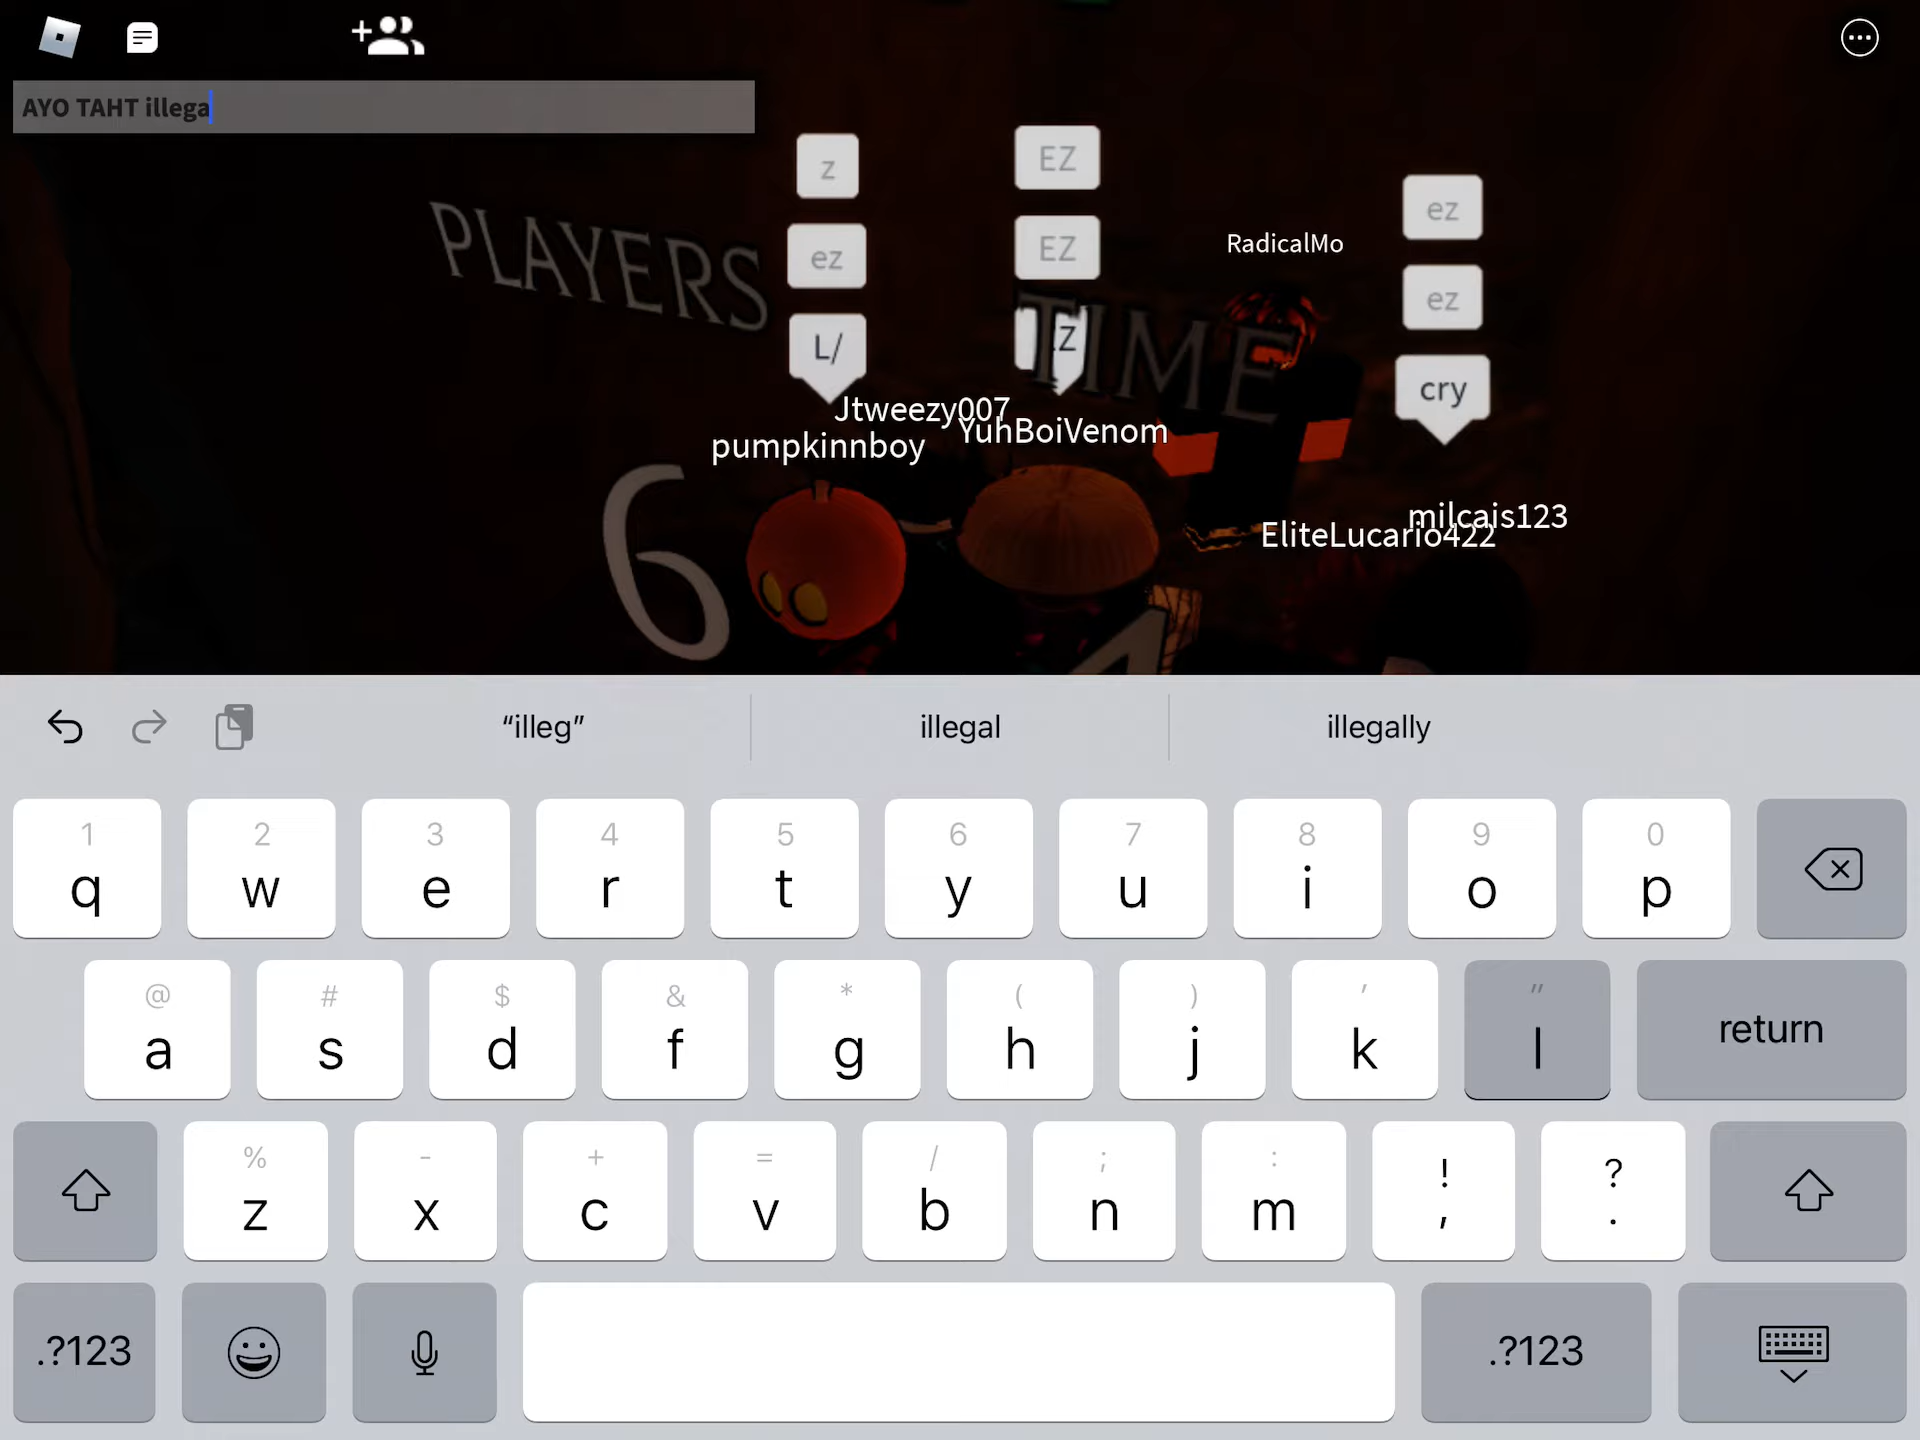 AYO TAHT illega
z
EZ
ez
EZ
ez
ez
RadicalMo
PLAYERS
TIME
L/
Z
cry
Jtweezy007
YuhBoiVenom
pumpkinnboy
milcais123
EliteLucario422
6
“illeg”
illegal
illegally
1 2 3 4 5 6 7 8 9 0
q w e r t y u i o p
@ # $ & * ( ) ' "
a s d f g h j k l return
% - + = / ; : ! ?
z x c v b n m , .
.?123 .?123